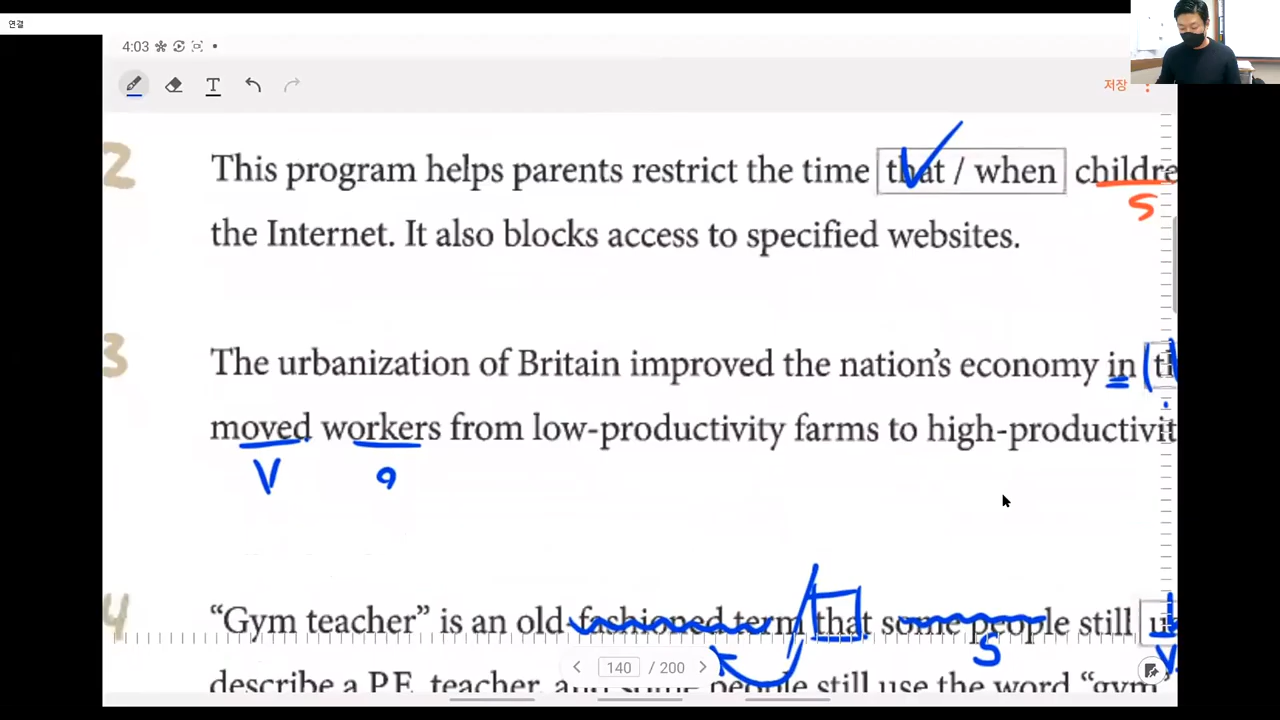 연결
4:03
T
저장
2 This program helps parents restrict the time that / when childre
S
the Internet. It also blocks access to specified websites.
3 The urbanization of Britain improved the nation's economy in (
moved workers from low-productivity farms to high-productivit
V o
4 "Gym teacher" is an old-fashioned term that some people still
S V
140 / 200
describe a P.E. teacher, and some people still use the word "gym"